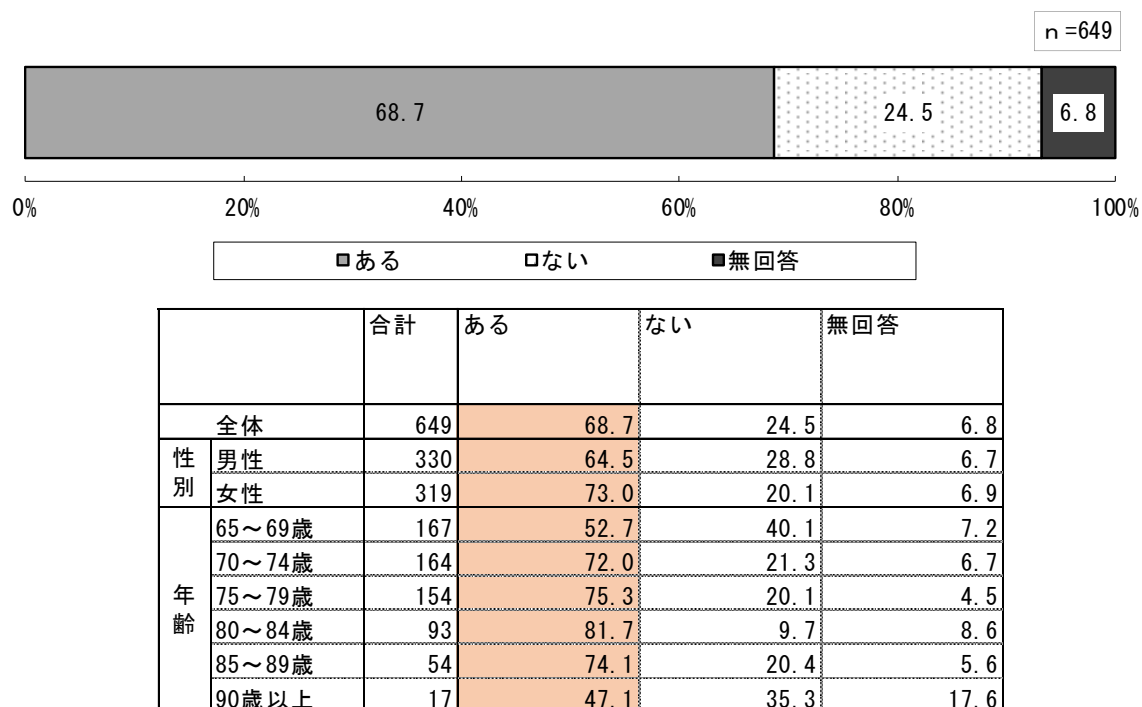 n=649
68.7 24.5 6.8
0% 20% 40% 60% 80% 100%
■ある □ない ■無回答
合計 ある ない 無回答
全体 649 68.7 24.5 6.8
性別 男性 330 64.5 28.8 6.7
女性 319 73.0 20.1 6.9
年齢 65～69歳 167 52.7 40.1 7.2
70～74歳 164 72.0 21.3 6.7
75～79歳 154 75.3 20.1 4.5
80～84歳 93 81.7 9.7 8.6
85～89歳 54 74.1 20.4 5.6
90歳以上 17 47.1 35.3 17.6